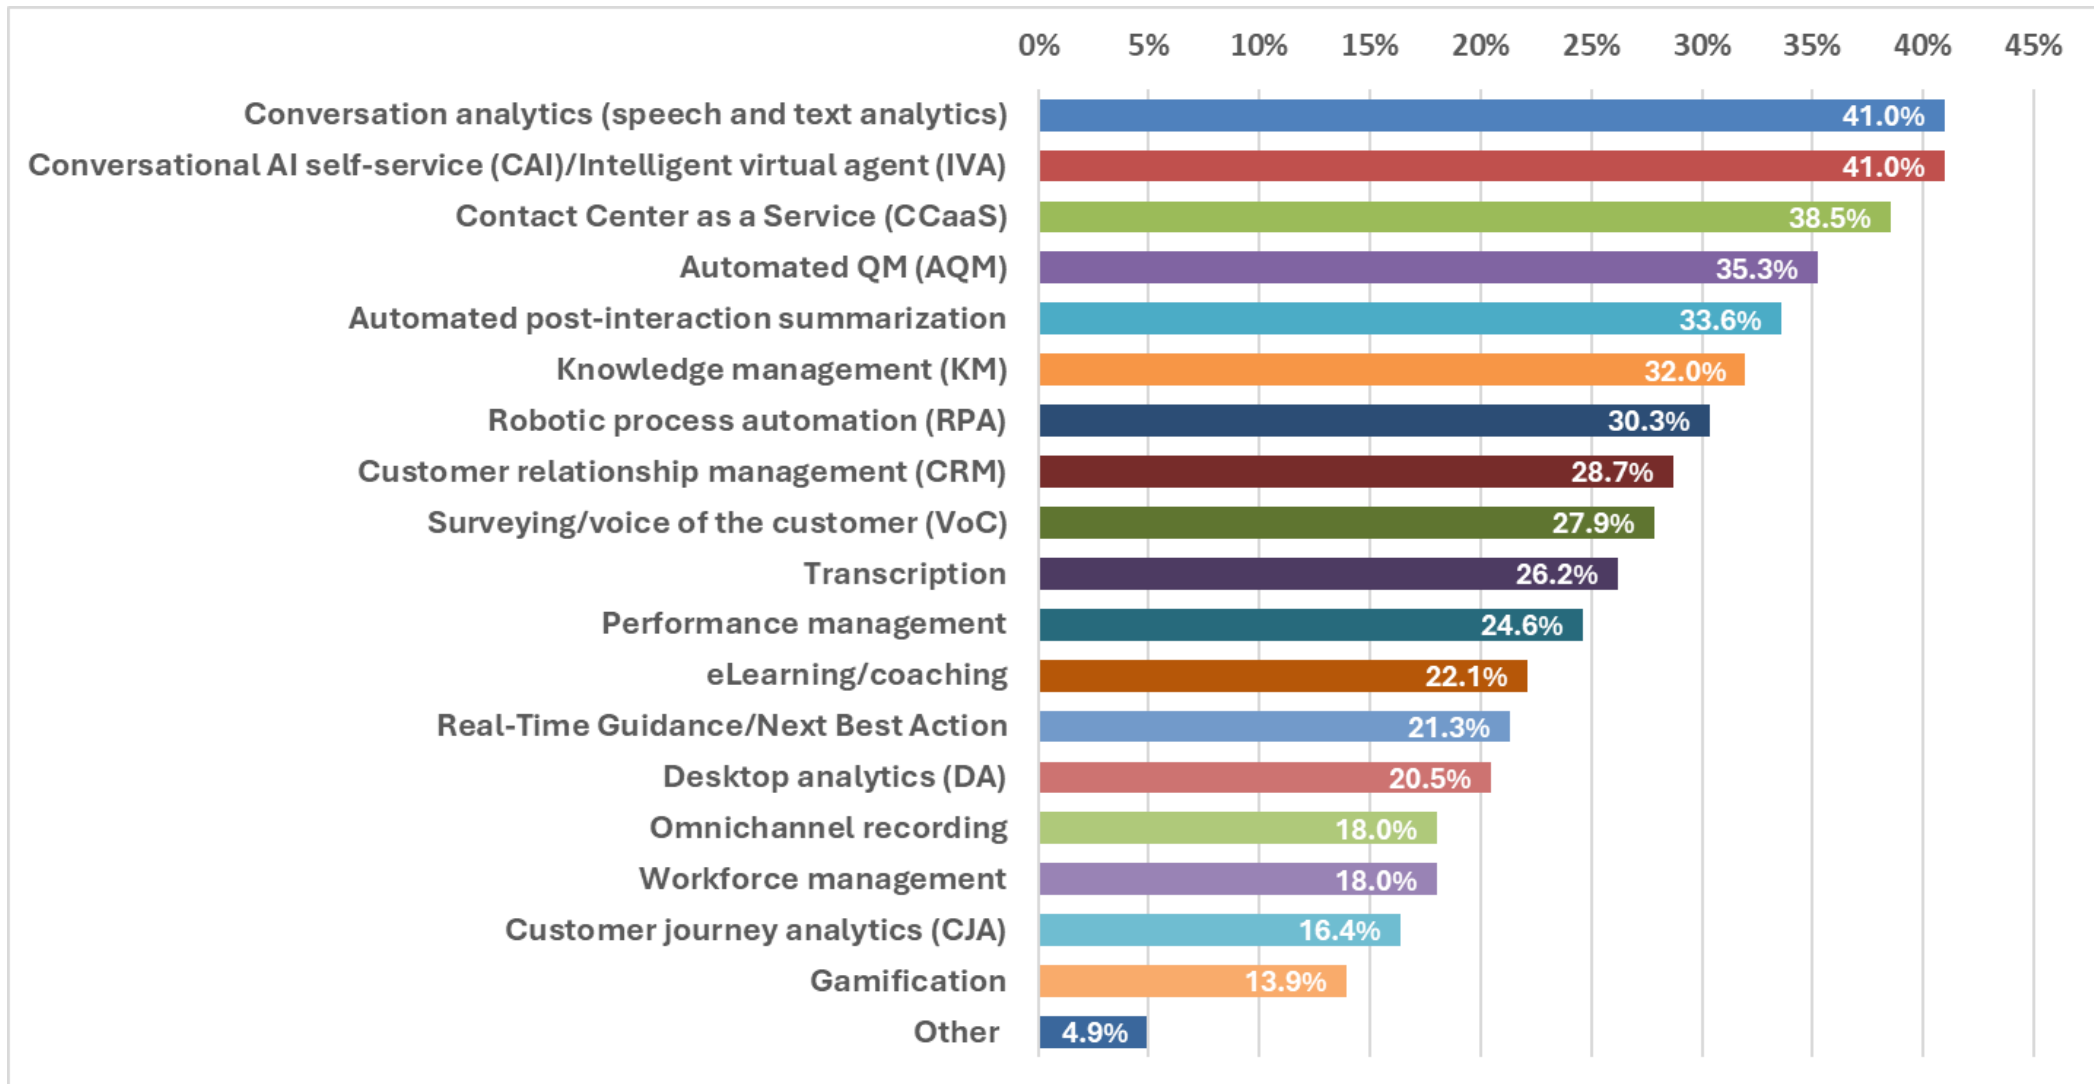 0% 5% 10% 15% 20% 25% 30% 35% 40% 45%
Conversation analytics (speech and text analytics) 41.0%
Conversational AI self-service (CAI)/Intelligent virtual agent (IVA) 41.0%
Contact Center as a Service (CCaaS) 38.5%
Automated QM (AQM) 35.3%
Automated post-interaction summarization 33.6%
Knowledge management (KM) 32.0%
Robotic process automation (RPA) 30.3%
Customer relationship management (CRM) 28.7%
Surveying/voice of the customer (VoC) 27.9%
Transcription 26.2%
Performance management 24.6%
eLearning/coaching 22.1%
Real-Time Guidance/Next Best Action 21.3%
Desktop analytics (DA) 20.5%
Omnichannel recording 18.0%
Workforce management 18.0%
Customer journey analytics (CJA) 16.4%
Gamification 13.9%
Other 4.9%